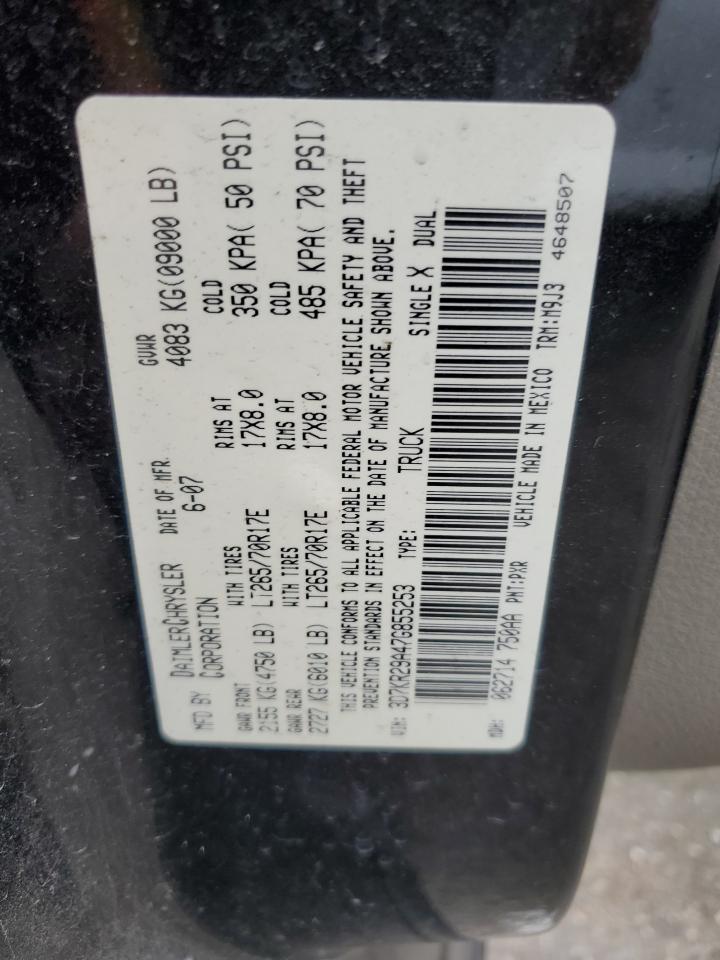 MFD BY DAIMLERCHRYSLER CORPORATION DATE OF MFR 6-07 GVWR 4083 KG(09000 LB)
GAWR FRONT WITH TIRES RIMS AT COLD
2155 KG(4750 LB) LT265/70R17E 17X8.0 350 KPA( 50 PSI)
GAWR REAR WITH TIRES RIMS AT COLD
2727 KG(6010 LB) LT265/70R17E 17X8.0 485 KPA( 70 PSI)
THIS VEHICLE CONFORMS TO ALL APPLICABLE FEDERAL MOTOR VEHICLE SAFETY AND THEFT
PREVENTION STANDARDS IN EFFECT ON THE DATE OF MANUFACTURE SHOWN ABOVE.
VIN: 3D7KR29A47G855253 TYPE: TRUCK SINGLE X DUAL
MDH: 062714 750AA PNT:PXR VEHICLE MADE IN MEXICO TRM:M9J3 4648507